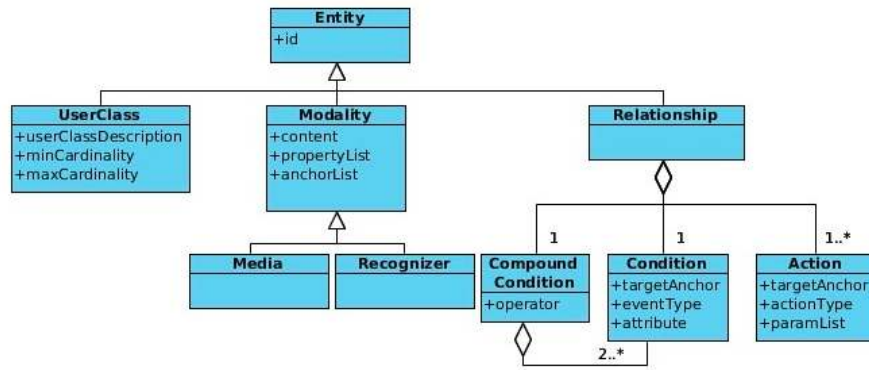 Entity
+id
UserClass
+userClassDescription
+minCardinality
+maxCardinality
Modality
+content
+propertyList
+anchorList
Relationship
Media
Recognizer
1
1
1..*
Compound
Condition
+operator
Condition
+targetAnchor
+eventType
+attribute
Action
+targetAnchor
+actionType
+paramList
2..*